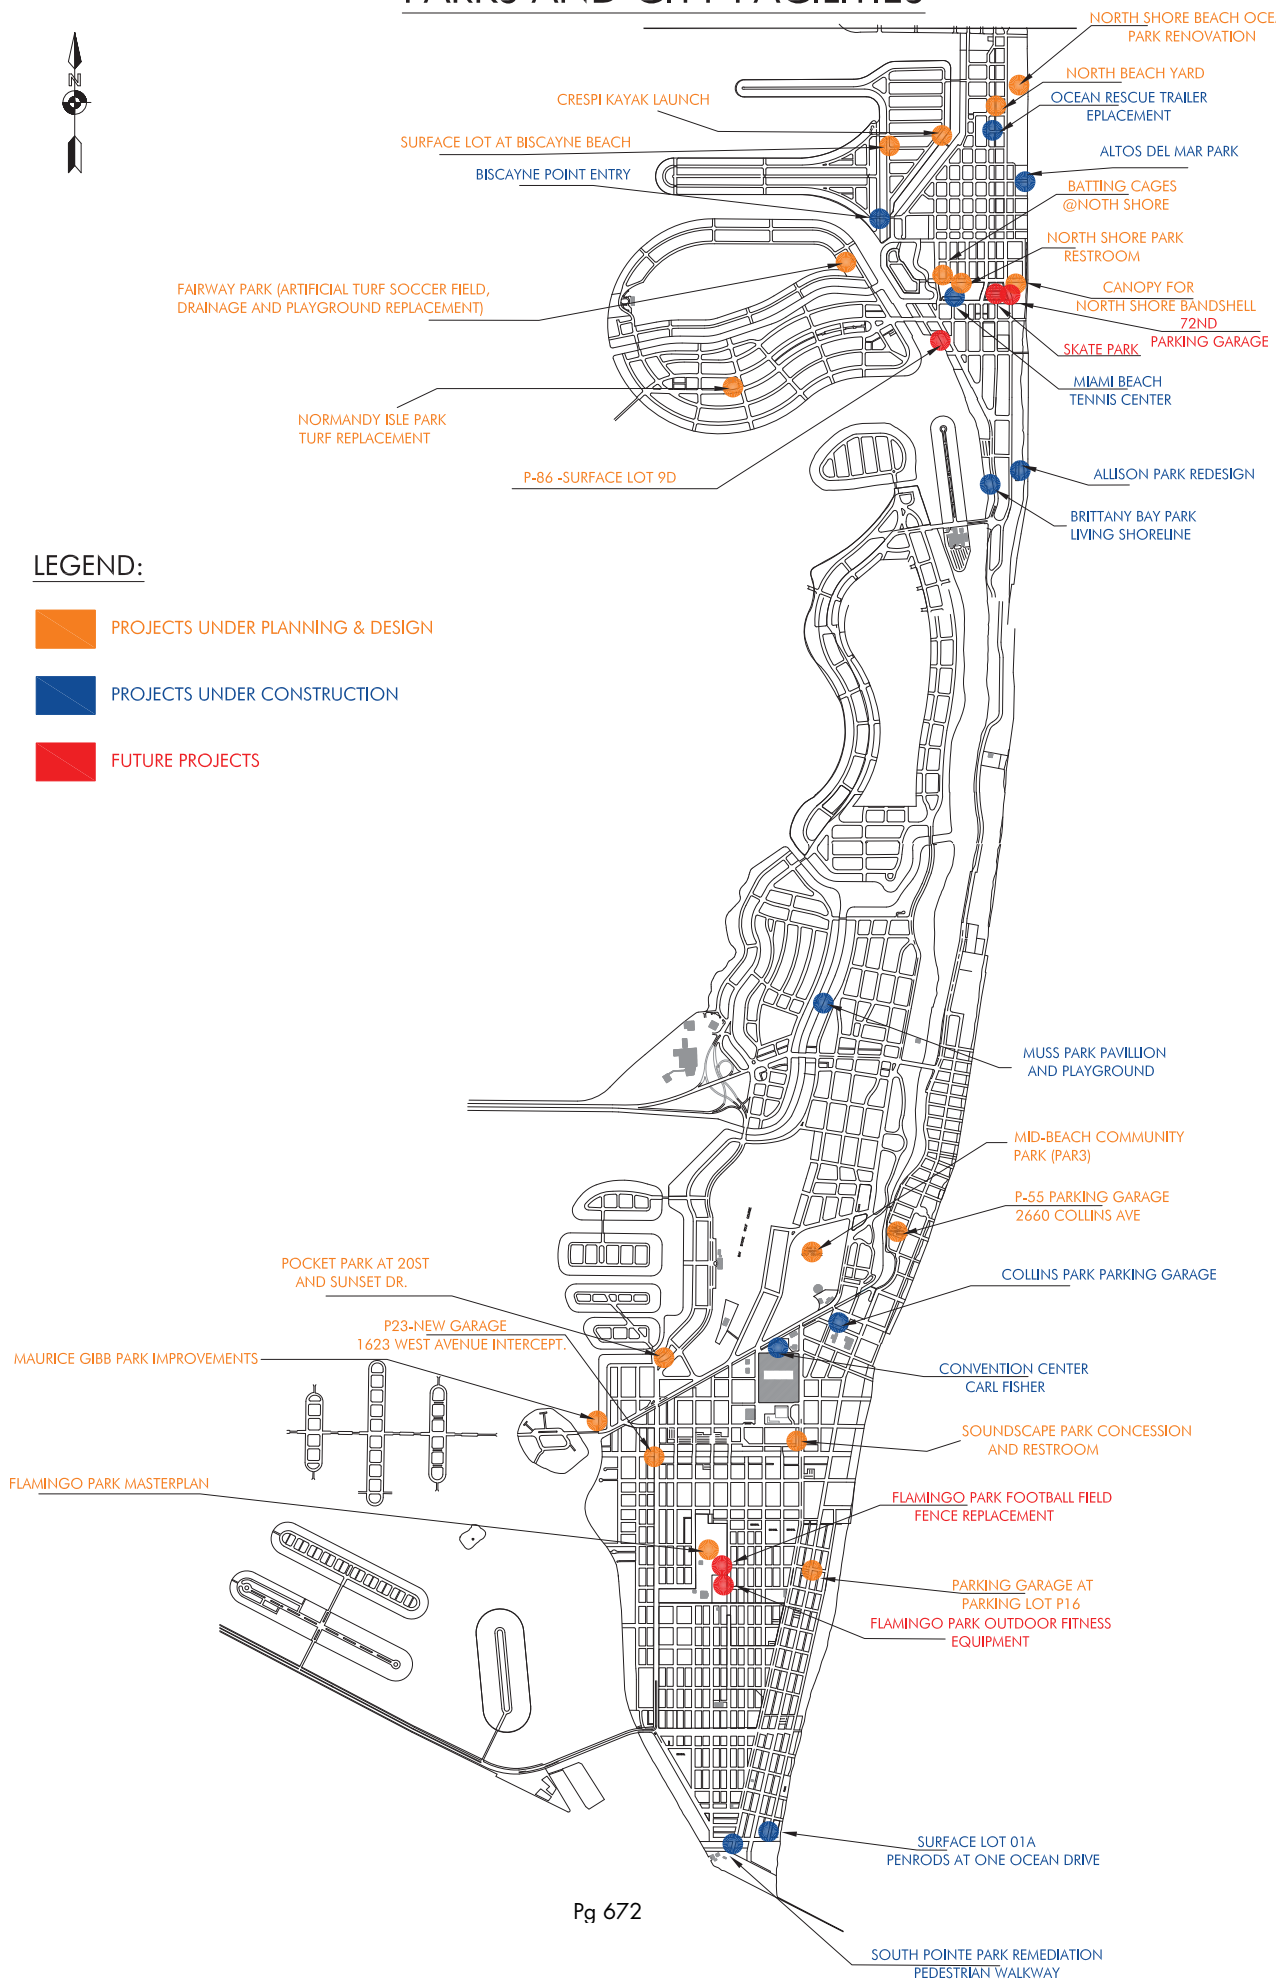 PARKS AND CITY FACILITIES
N
NORTH SHORE BEACH OCE
PARK RENOVATION
NORTH BEACH YARD
OCEAN RESCUE TRAILER
EPLACEMENT
CRESPI KAYAK LAUNCH
SURFACE LOT AT BISCAYNE BEACH
BISCAYNE POINT ENTRY
ALTOS DEL MAR PARK
BATTING CAGES
@NOTH SHORE
NORTH SHORE PARK
RESTROOM
FAIRWAY PARK (ARTIFICIAL TURF SOCCER FIELD,
DRAINAGE AND PLAYGROUND REPLACEMENT)
CANOPY FOR
NORTH SHORE BANDSHELL
72ND
PARKING GARAGE
SKATE PARK
MIAMI BEACH
TENNIS CENTER
NORMANDY ISLE PARK
TURF REPLACEMENT
P-86 -SURFACE LOT 9D
ALLISON PARK REDESIGN
BRITTANY BAY PARK
LIVING SHORELINE
LEGEND:
PROJECTS UNDER PLANNING & DESIGN
PROJECTS UNDER CONSTRUCTION
FUTURE PROJECTS
MUSS PARK PAVILLION
AND PLAYGROUND
MID-BEACH COMMUNITY
PARK (PAR3)
P-55 PARKING GARAGE
2660 COLLINS AVE
POCKET PARK AT 20ST
AND SUNSET DR.
COLLINS PARK PARKING GARAGE
P23-NEW GARAGE
1623 WEST AVENUE INTERCEPT.
MAURICE GIBB PARK IMPROVEMENTS
CONVENTION CENTER
CARL FISHER
SOUNDSCAPE PARK CONCESSION
AND RESTROOM
FLAMINGO PARK MASTERPLAN
FLAMINGO PARK FOOTBALL FIELD
FENCE REPLACEMENT
PARKING GARAGE AT
PARKING LOT P16
FLAMINGO PARK OUTDOOR FITNESS
EQUIPMENT
SURFACE LOT 01A
PENRODS AT ONE OCEAN DRIVE
Pg 672
SOUTH POINTE PARK REMEDIATION
PEDESTRIAN WALKWAY